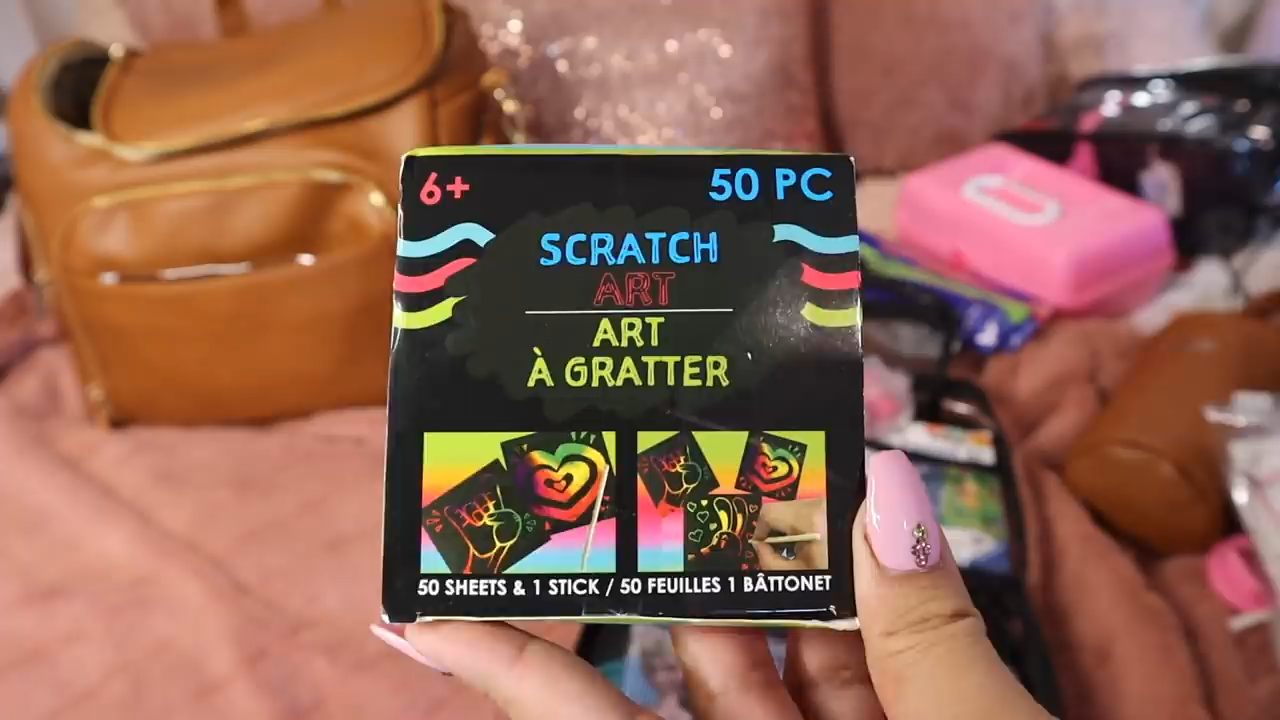 6+
50 PC
SCRATCH
ART
ART
À GRATTER
50 SHEETS & 1 STICK / 50 FEUILLES 1 BÂTTONET